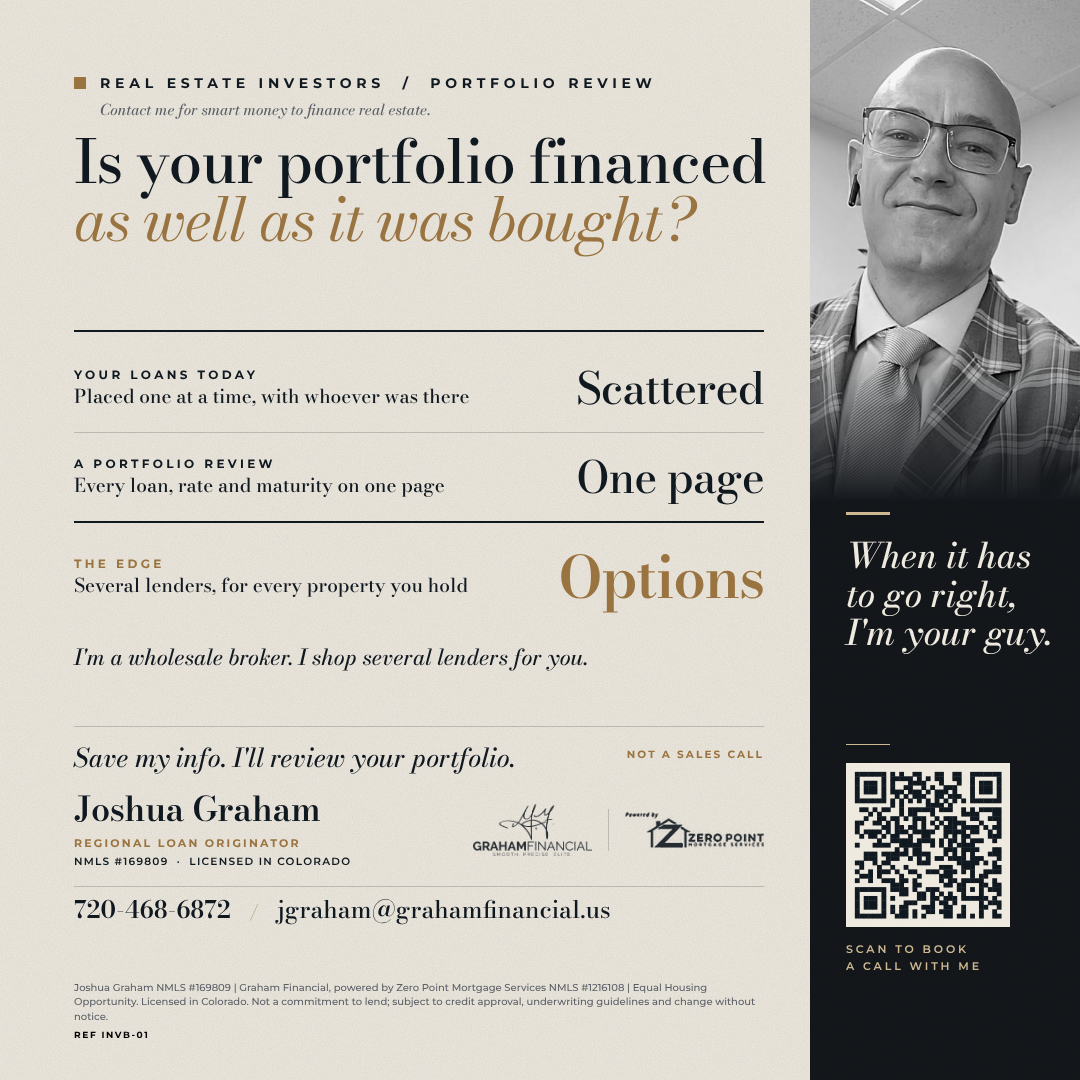 REAL ESTATE INVESTORS / PORTFOLIO REVIEW
Contact me for smart money to finance real estate.
Is your portfolio financed
as well as it was bought?
YOUR LOANS TODAY
Placed one at a time, with whoever was there
Scattered
A PORTFOLIO REVIEW
Every loan, rate and maturity on one page
One page
THE EDGE
Several lenders, for every property you hold
Options
I'm a wholesale broker. I shop several lenders for you.
Save my info. I'll review your portfolio.
NOT A SALES CALL
Joshua Graham
REGIONAL LOAN ORIGINATOR
NMLS #169809 · LICENSED IN COLORADO
GRAHAMFINANCIAL
SMOOTH. PRECISE. ELITE.
Powered by
ZERO POINT
MORTGAGE SERVICES
720-468-6872 / jgraham@grahamfinancial.us
Joshua Graham NMLS #169809 | Graham Financial, powered by Zero Point Mortgage Services NMLS #1216108 | Equal Housing
Opportunity. Licensed in Colorado. Not a commitment to lend; subject to credit approval, underwriting guidelines and change without
notice.
REF INVB-01
When it has
to go right,
I'm your guy.
SCAN TO BOOK
A CALL WITH ME